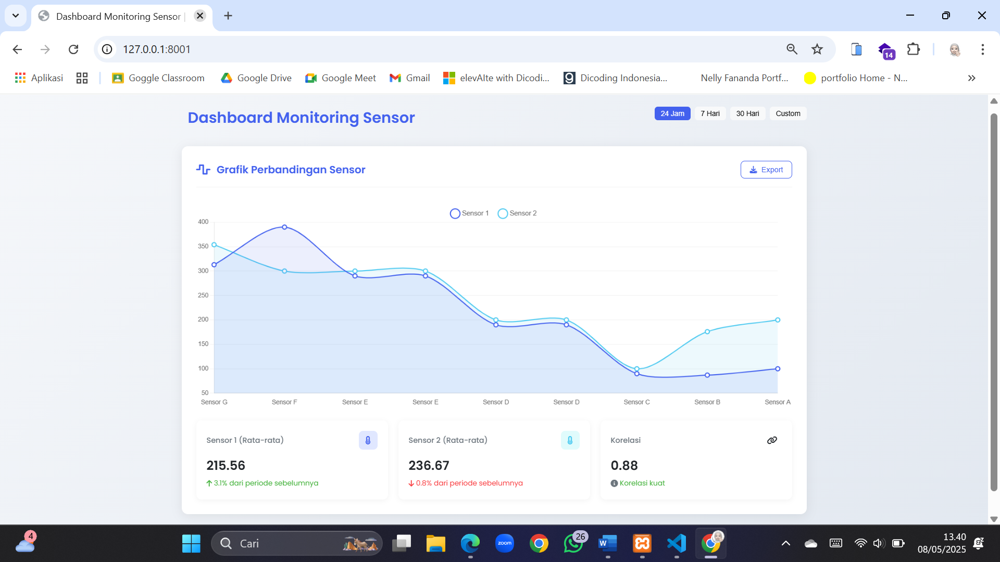 Dashboard Monitoring Sensor |
127.0.0.1:8001
14
Aplikasi
Goggle Classroom
Google Drive
Google Meet
Gmail
elevAIte with Dicodi...
Dicoding Indonesia...
Nelly Fananda Portf...
portfolio Home - N...
Dashboard Monitoring Sensor
24 Jam
7 Hari
30 Hari
Custom
Grafik Perbandingan Sensor
Export
Sensor 1
Sensor 2
400
350
300
250
200
150
100
50
Sensor G
Sensor F
Sensor E
Sensor E
Sensor D
Sensor D
Sensor C
Sensor B
Sensor A
Sensor 1 (Rata-rata)
215.56
3.1% dari periode sebelumnya
Sensor 2 (Rata-rata)
236.67
0.8% dari periode sebelumnya
Korelasi
0.88
Korelasi kuat
4
Cari
zoom
26
W
13.40
08/05/2025